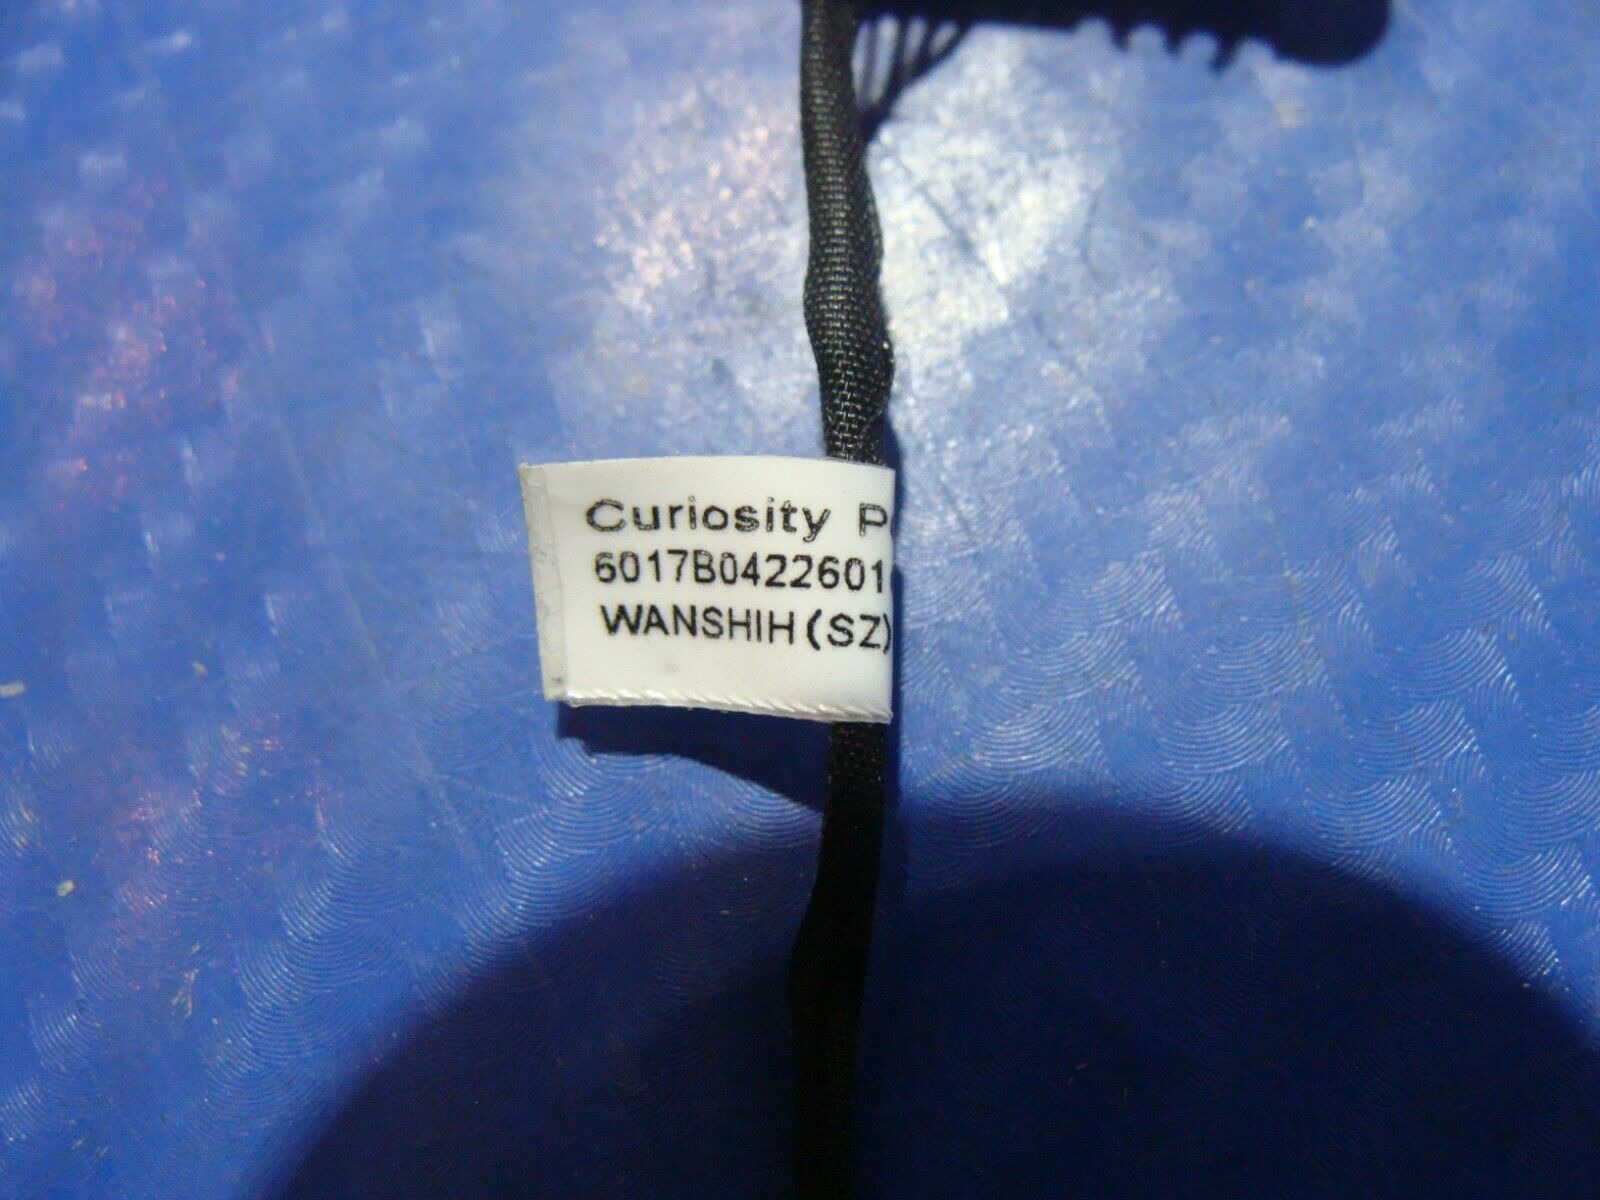 Curiosity
6017B0422601
WANSHIH(SZ)